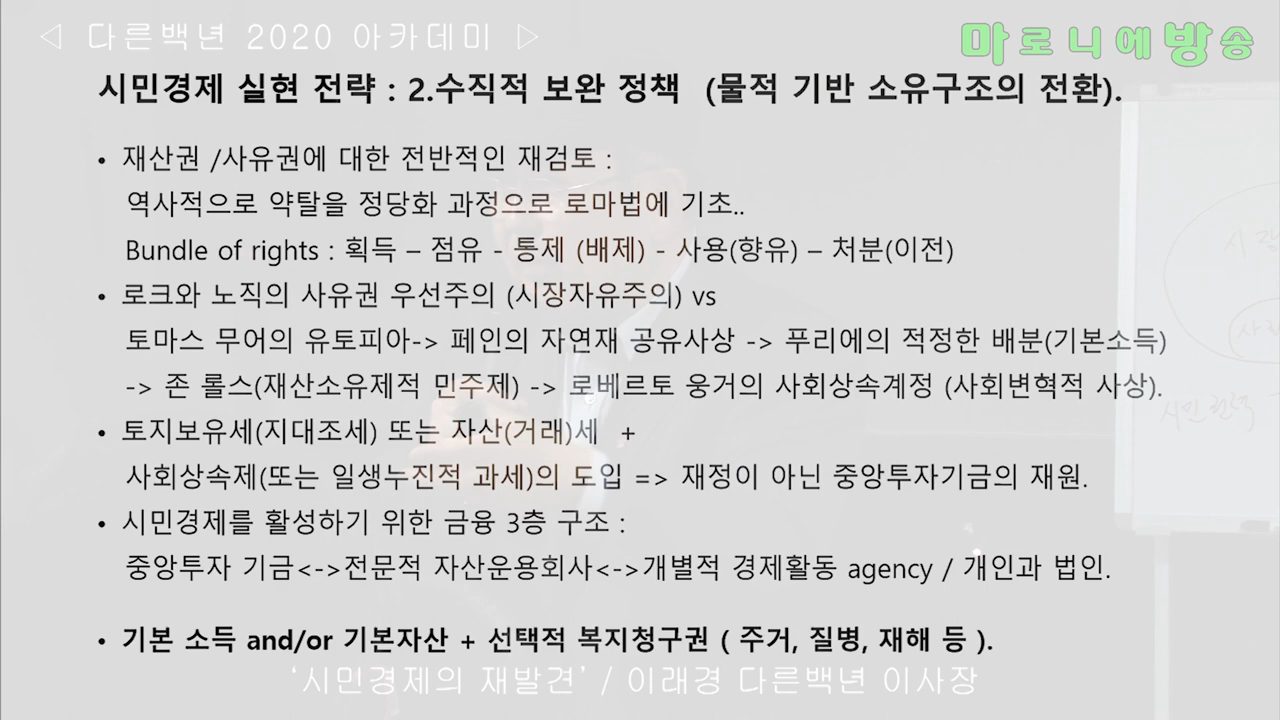 ◁ 다른백년 2020 아카데미 ▷
마로니에방송
시민경제 실현 전략 : 2.수직적 보완 정책 (물적 기반 소유구조의 전환).
• 재산권 /사유권에 대한 전반적인 재검토 :
역사적으로 약탈을 정당화 과정으로 로마법에 기초..
Bundle of rights : 획득 – 점유 - 통제 (배제) - 사용(향유) – 처분(이전)
• 로크와 노직의 사유권 우선주의 (시장자유주의) vs
토마스 무어의 유토피아-> 페인의 자연재 공유사상 -> 푸리에의 적정한 배분(기본소득)
-> 존 롤스(재산소유제적 민주제) -> 로베르토 웅거의 사회상속계정 (사회변혁적 사상).
• 토지보유세(지대조세) 또는 자산(거래)세 +
사회상속제(또는 일생누진적 과세)의 도입 => 재정이 아닌 중앙투자기금의 재원.
• 시민경제를 활성하기 위한 금융 3층 구조 :
중앙투자 기금<->전문적 자산운용회사<->개별적 경제활동 agency / 개인과 법인.
• 기본 소득 and/or 기본자산 + 선택적 복지청구권 ( 주거, 질병, 재해 등 ).
‘시민경제의 재발견’ / 이래경 다른백년 이사장